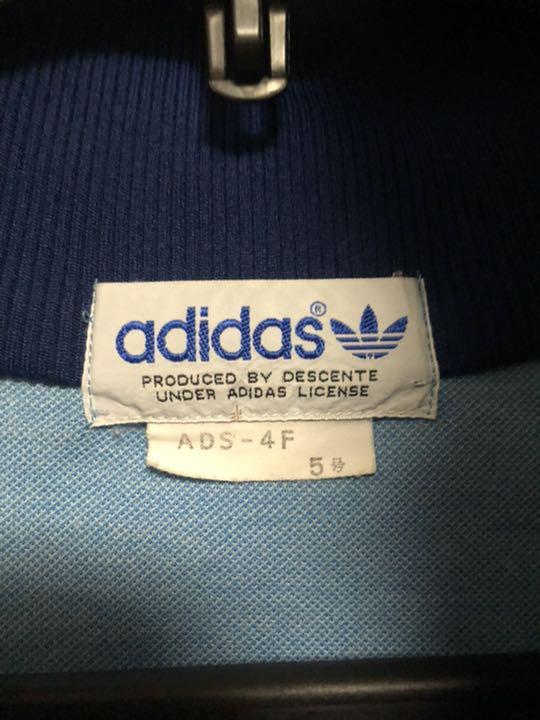 adidas®
PRODUCED BY DESCENTE
UNDER ADIDAS LICENSE
ADS-4F
5号